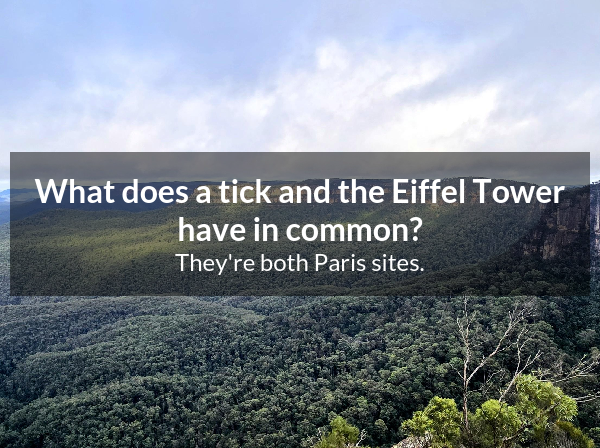 What does a tick and the Eiffel Tower
have in common?
They're both Paris sites.